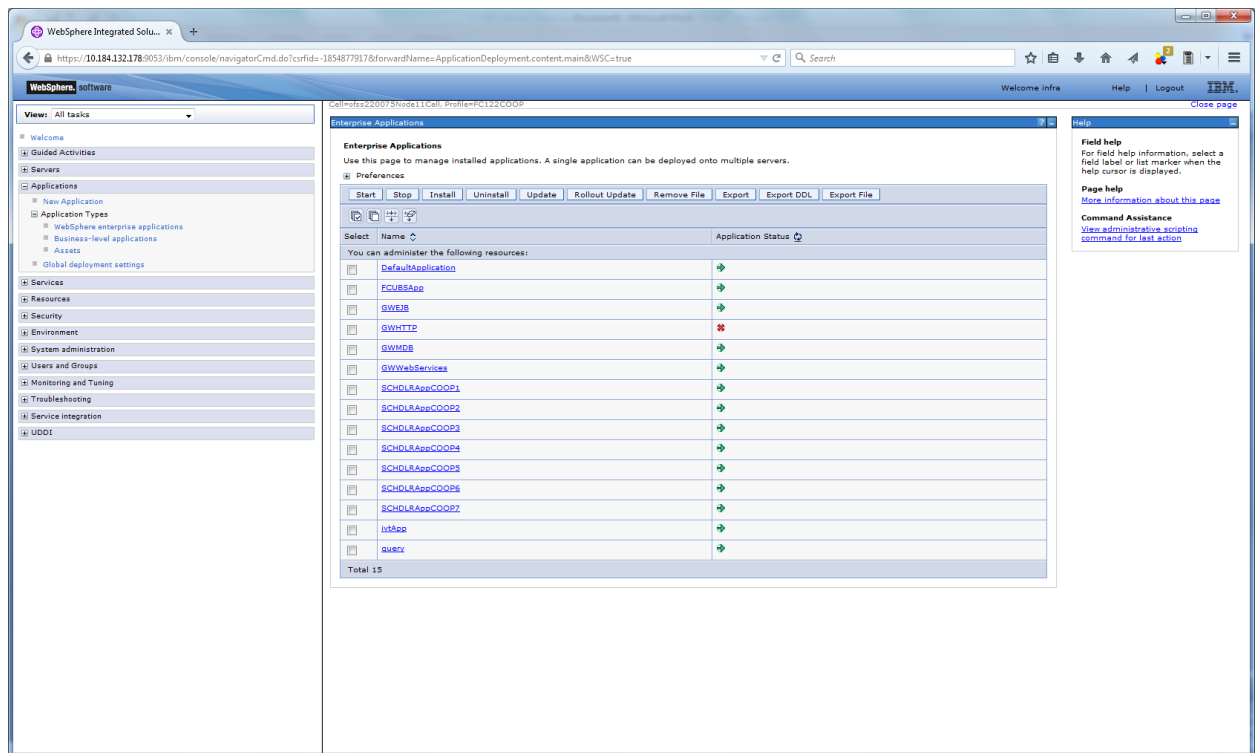 WebSphere Integrated Solu... × +
https://10.184.132.178:9053/ibm/console/navigatorCmd.do?csrfid=-1854877917&forwardName=ApplicationDeployment.content.main&WSC=true
Search
2
WebSphere. software
Welcome infra
Help | Logout
IBM.
View: All tasks
Cell=ofss220075Node11Cell, Profile=FC122COOP
Close page
Welcome
Guided Activities
Servers
Applications
New Application
Application Types
WebSphere enterprise applications
Business-level applications
Assets
Global deployment settings
Services
Resources
Security
Environment
System administration
Users and Groups
Monitoring and Tuning
Troubleshooting
Service integration
UDDI
Enterprise Applications
? -
Enterprise Applications
Use this page to manage installed applications. A single application can be deployed onto multiple servers.
Preferences
Start Stop Install Uninstall Update Rollout Update Remove File Export Export DDL Export File
Select Name Application Status
You can administer the following resources:
DefaultApplication
FCUBSApp
GWEJB
GWHTTP
GWMDB
GWWebServices
SCHDLRAppCOOP1
SCHDLRAppCOOP2
SCHDLRAppCOOP3
SCHDLRAppCOOP4
SCHDLRAppCOOP5
SCHDLRAppCOOP6
SCHDLRAppCOOP7
ivtApp
query
Total 15
Help
Field help
For field help information, select a
field label or list marker when the
help cursor is displayed.
Page help
More information about this page
Command Assistance
View administrative scripting
command for last action